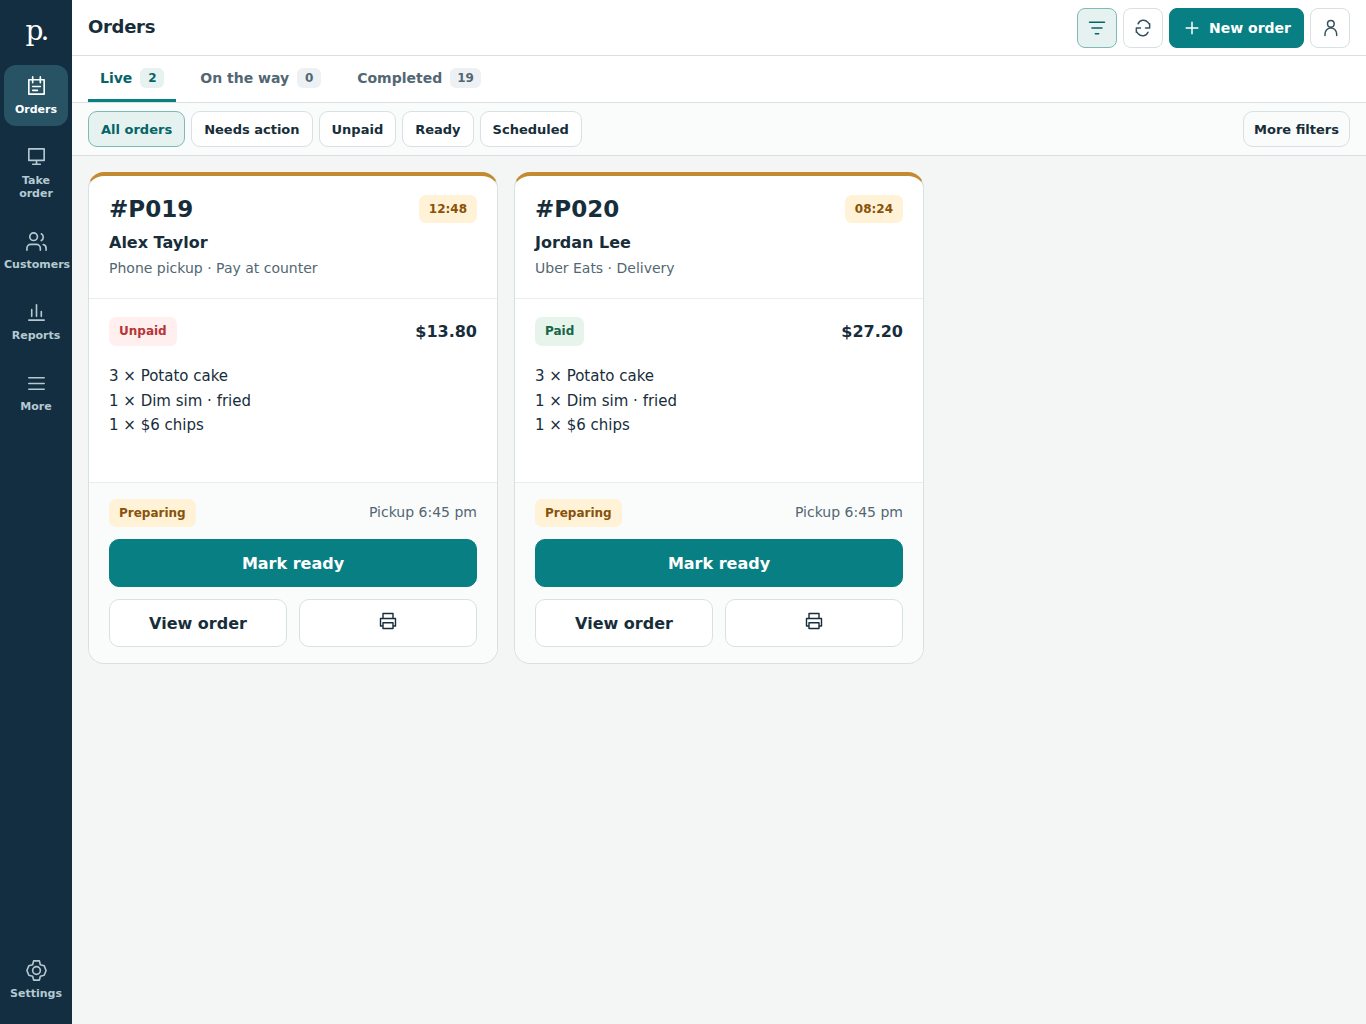 p.
Orders
New order
Orders
Take
order
Customers
Reports
More
Settings
Live 2
On the way 0
Completed 19
All orders
Needs action
Unpaid
Ready
Scheduled
More filters
#P019
12:48
Alex Taylor
Phone pickup · Pay at counter
Unpaid
$13.80
3 × Potato cake
1 × Dim sim · fried
1 × $6 chips
Preparing
Pickup 6:45 pm
Mark ready
View order
#P020
08:24
Jordan Lee
Uber Eats · Delivery
Paid
$27.20
3 × Potato cake
1 × Dim sim · fried
1 × $6 chips
Preparing
Pickup 6:45 pm
Mark ready
View order